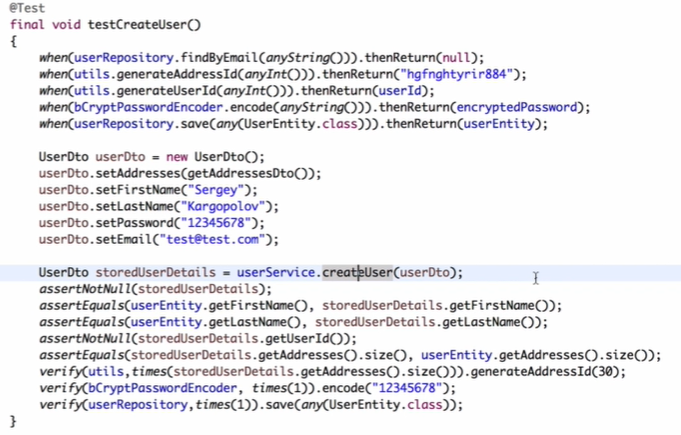 @Test
final void testCreateUser()
{
when(userRepository.findByEmail(anyString())).thenReturn(null);
when(utils.generateAddressId(anyInt())).thenReturn("hgfnghtyrir884");
when(utils.generateUserId(anyInt())).thenReturn(userId);
when(bCryptPasswordEncoder.encode(anyString())).thenReturn(encryptedPassword);
when(userRepository.save(any(UserEntity.class))).thenReturn(userEntity);
UserDto userDto = new UserDto();
userDto.setAddresses(getAddressesDto());
userDto.setFirstName("Sergey");
userDto.setLastName("Kargopolov");
userDto.setPassword("12345678");
userDto.setEmail("test@test.com");
UserDto storedUserDetails = userService.createUser(userDto);
assertNotNull(storedUserDetails);
assertEquals(userEntity.getFirstName(), storedUserDetails.getFirstName());
assertEquals(userEntity.getLastName(), storedUserDetails.getLastName());
assertNotNull(storedUserDetails.getUserId());
assertEquals(storedUserDetails.getAddresses().size(), userEntity.getAddresses().size());
verify(utils,times(storedUserDetails.getAddresses().size())).generateAddressId(30);
verify(bCryptPasswordEncoder, times(1)).encode("12345678");
verify(userRepository,times(1)).save(any(UserEntity.class));
}